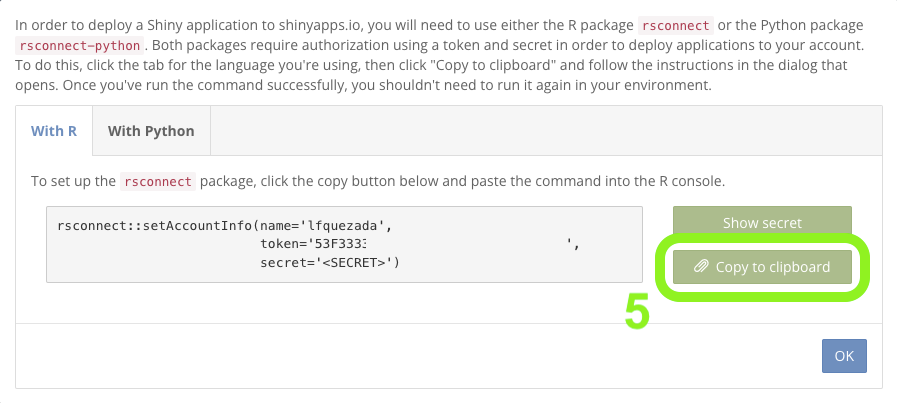 In order to deploy a Shiny application to shinyapps.io, you will need to use either the R package rsconnect or the Python package
rsconnect-python . Both packages require authorization using a token and secret in order to deploy applications to your account.
To do this, click the tab for the language you're using, then click "Copy to clipboard" and follow the instructions in the dialog that
opens. Once you've run the command successfully, you shouldn't need to run it again in your environment.
With R With Python
To set up the rsconnect package, click the copy button below and paste the command into the R console.
rsconnect::setAccountInfo(name='lfquezada',
token='53F333 ',
secret='<SECRET>')
Show secret
Copy to clipboard
5
OK